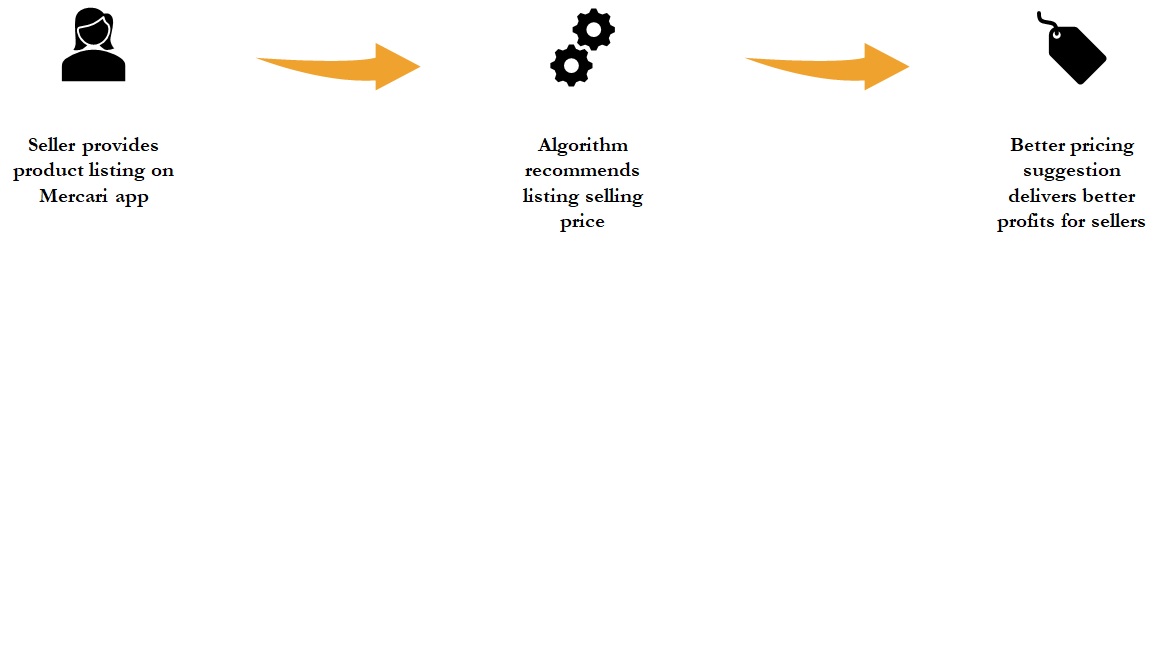 Seller provides
product listing on
Mercari app
Algorithm
recommends
listing selling
price
Better pricing
suggestion
delivers better
profits for sellers